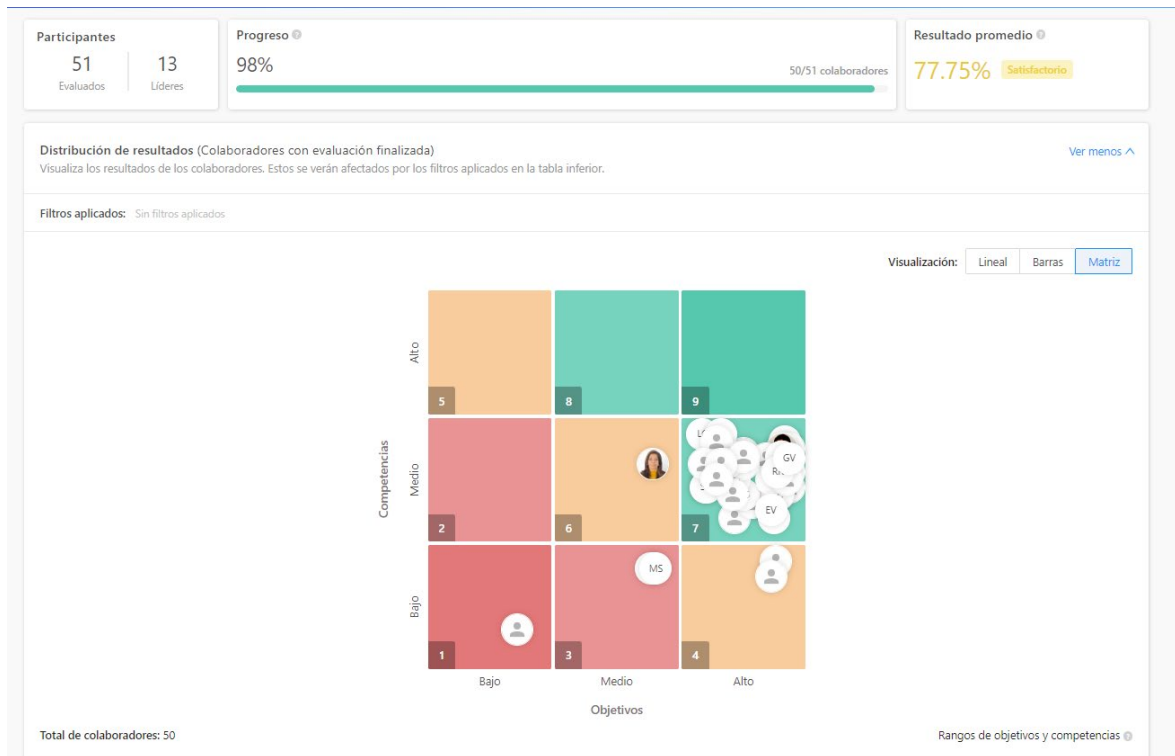 Participantes
51
Evaluados
13
Líderes
Progreso
98%
50/51 colaboradores
Resultado promedio
77.75%
Satisfactorio
Distribución de resultados (Colaboradores con evaluación finalizada)
Visualiza los resultados de los colaboradores. Estos se verán afectados por los filtros aplicados en la tabla inferior.
Ver menos
Filtros aplicados: Sin filtros aplicados
Visualización:
Lineal
Barras
Matriz
Competencias
Alto
5
8
9
Medio
2
6
7
GV
EV
Bajo
1
3
MS
4
Bajo
Medio
Alto
Objetivos
Total de colaboradores: 50
Rangos de objetivos y competencias